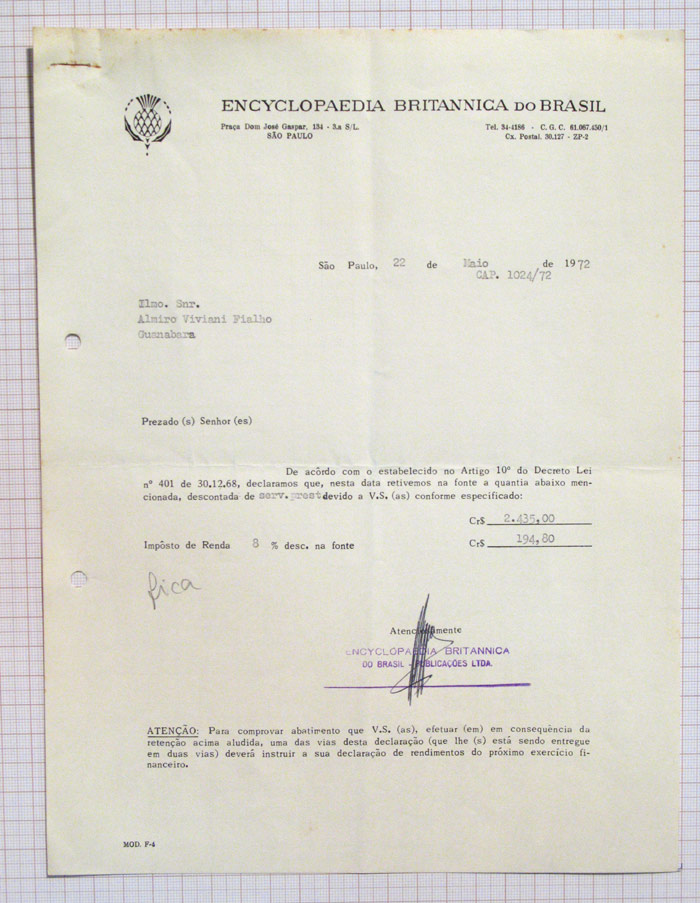 ENCYCLOPAEDIA BRITANNICA DO BRASIL
Praça Dom José Gaspar, 134 - 3.a S/L.
SÃO PAULO
Tel. 34-4186 - C. G. C. 61.067.450/1
Cx. Postal. 30.127 - ZP-2
São Paulo, 22 de Maio de 1972
CAP. 1024/72
Ilmo. Snr.
Almiro Viviani Fialho
Guanabara
Prezado (s) Senhor (es)
De acôrdo com o estabelecido no Artigo 10º do Decreto Lei
nº 401 de 30.12.68, declaramos que, nesta data retivemos na fonte a quantia abaixo men-
cionada, descontada de serv.prest devido a V.S. (as) conforme especificado:
Cr$ 2.435,00
Impôsto de Renda 8 % desc. na fonte Cr$ 194,80
fica
Atenciosamente
ENCYCLOPAEDIA BRITANNICA
DO BRASIL - PUBLICAÇÕES LTDA.
ATENÇÃO: Para comprovar abatimento que V.S. (as), efetuar (em) em consequência da
retenção acima aludida, uma das vias desta declaração (que lhe (s) está sendo entregue
em duas vias) deverá instruir a sua declaração de rendimentos do próximo exercício fi-
nanceiro.
MOD. F-4